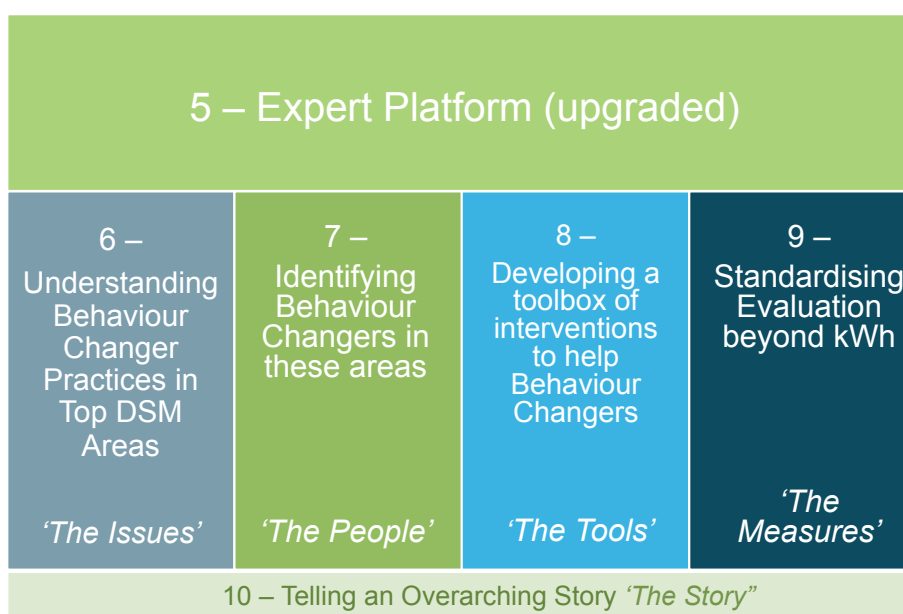 5 – Expert Platform (upgraded)
6 –
Understanding
Behaviour
Changer
Practices in
Top DSM
Areas
‘The Issues’
7 –
Identifying
Behaviour
Changers in
these areas
‘The People’
8 –
Developing a
toolbox of
interventions
to help
Behaviour
Changers
‘The Tools’
9 –
Standardising
Evaluation
beyond kWh
‘The
Measures’
10 – Telling an Overarching Story ‘The Story”